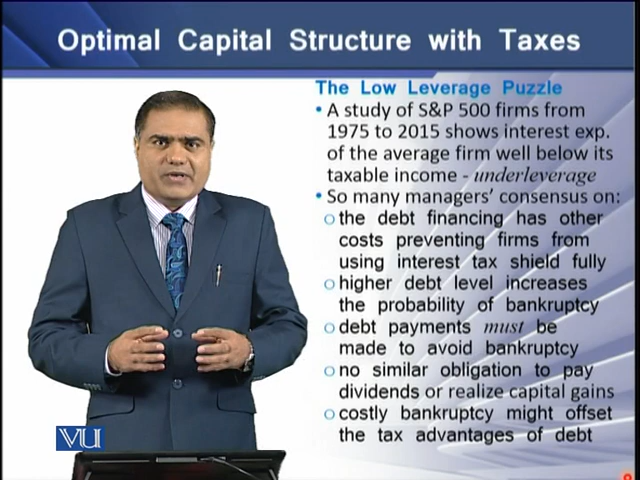 Optimal Capital Structure with Taxes
The Low Leverage Puzzle
• A study of S&P 500 firms from
1975 to 2015 shows interest exp.
of the average firm well below its
taxable income - underleverage
• So many managers’ consensus on:
o the debt financing has other
costs preventing firms from
using interest tax shield fully
o higher debt level increases
the probability of bankruptcy
o debt payments must be
made to avoid bankruptcy
o no similar obligation to pay
dividends or realize capital gains
o costly bankruptcy might offset
the tax advantages of debt
VU